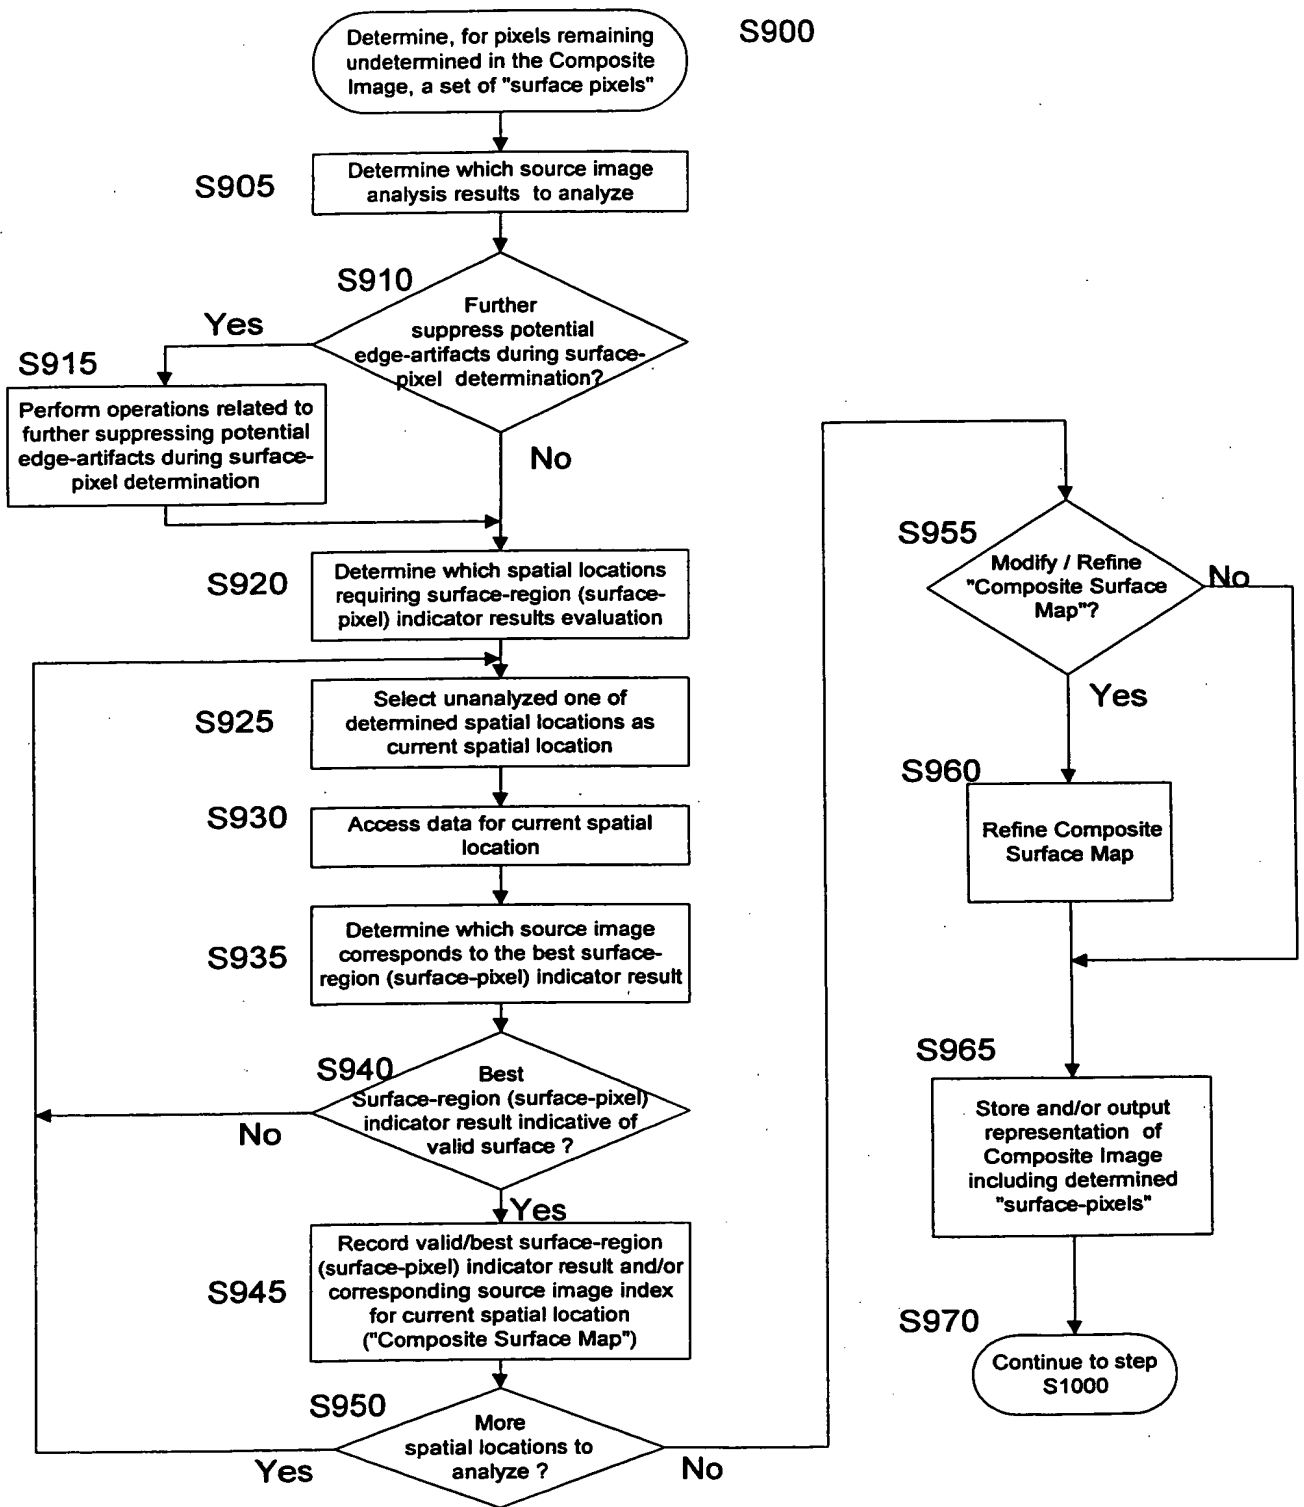 S900
Determine, for pixels remaining
undetermined in the Composite
Image, a set of "surface pixels"
S905
Determine which source image
analysis results to analyze
S910
Further
suppress potential
edge-artifacts during surface-
pixel determination?
Yes
No
S915
Perform operations related to
further suppressing potential
edge-artifacts during surface-
pixel determination
S920
Determine which spatial locations
requiring surface-region (surface-
pixel) indicator results evaluation
S925
Select unanalyzed one of
determined spatial locations as
current spatial location
S930
Access data for current spatial
location
S935
Determine which source image
corresponds to the best surface-
region (surface-pixel) indicator result
S940
Best
Surface-region (surface-pixel)
indicator result indicative of
valid surface ?
No
Yes
S945
Record valid/best surface-region
(surface-pixel) indicator result and/or
corresponding source image index
for current spatial location
("Composite Surface Map")
S950
More
spatial locations to
analyze ?
Yes
No
S955
Modify / Refine
"Composite Surface
Map"?
No
Yes
S960
Refine Composite
Surface Map
S965
Store and/or output
representation of
Composite Image
including determined
"surface-pixels"
S970
Continue to step
S1000